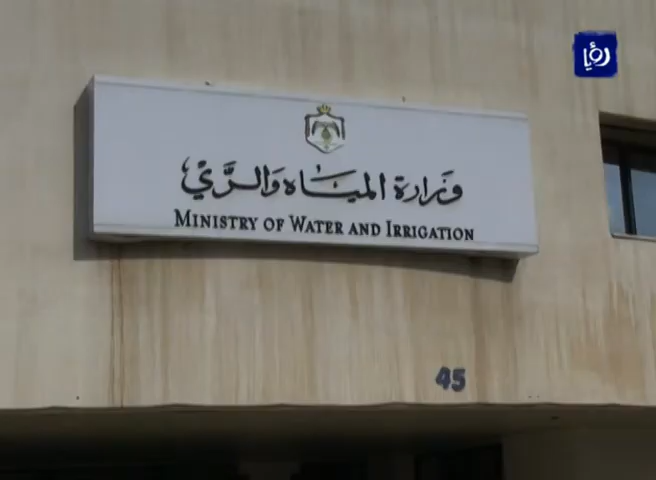 رؤيا
وزارة المياه والري
MINISTRY OF WATER AND IRRIGATION
45